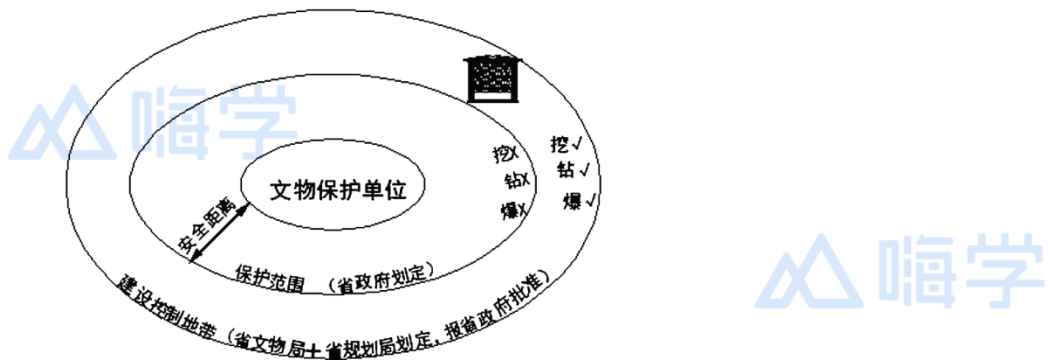 嗨学
挖X
挖√
钻X
钻√
爆X
爆√
文物保护单位
安全距离
保护范围 （省政府划定）
建设控制地带（省文物局+省规划局划定，报省政府批准）
嗨学